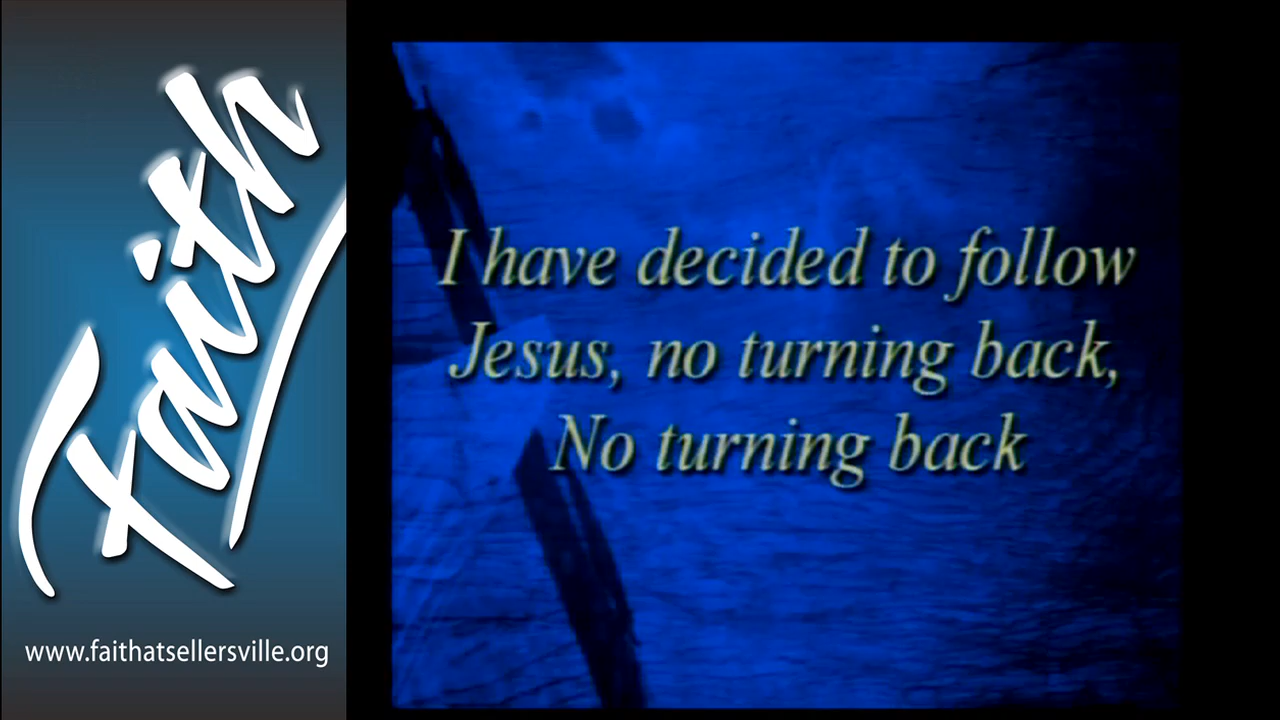 Faith
www.faithatsellersville.org
I have decided to follow
Jesus, no turning back,
No turning back